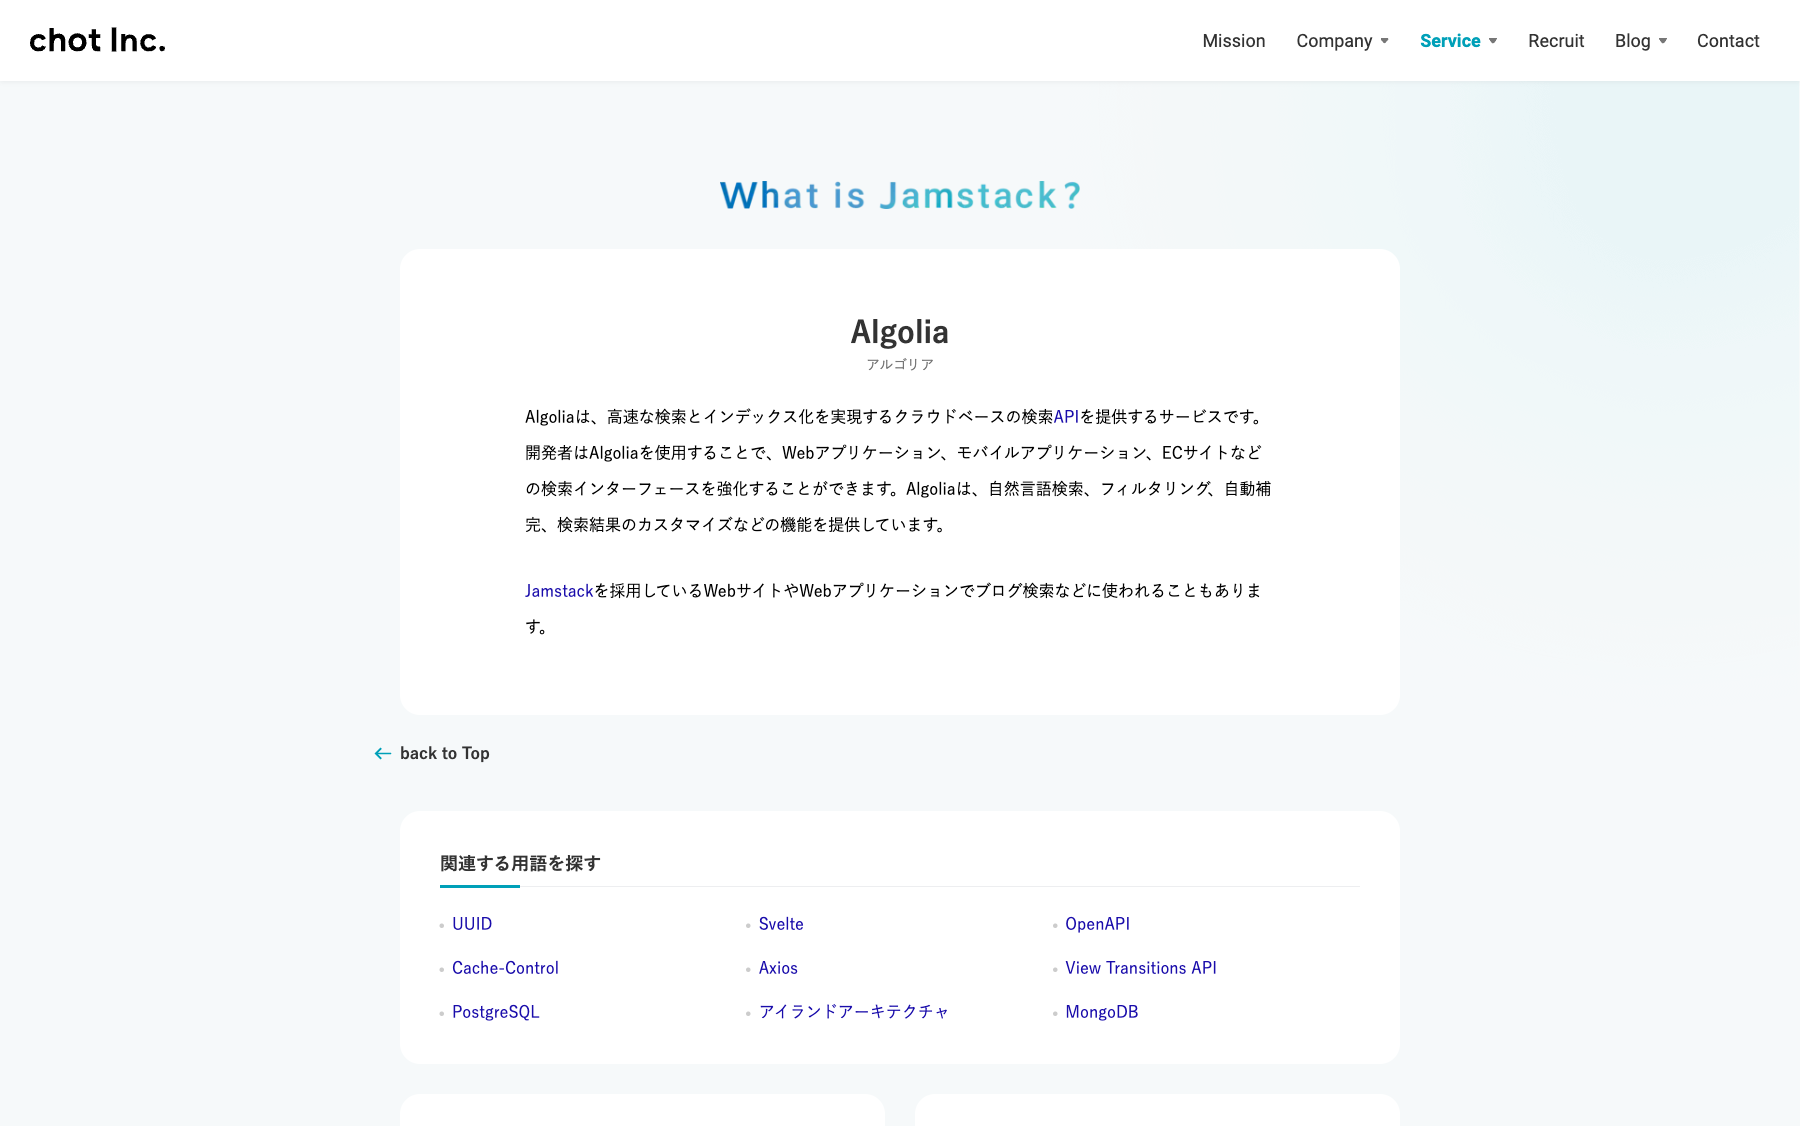 chot Inc.
Mission
Company
Service
Recruit
Blog
Contact
What is Jamstack?
Algolia
アルゴリア
Algoliaは、高速な検索とインデックス化を実現するクラウドベースの検索APIを提供するサービスです。
開発者はAlgoliaを使用することで、Webアプリケーション、モバイルアプリケーション、ECサイトなど
の検索インターフェースを強化することができます。Algoliaは、自然言語検索、フィルタリング、自動補
完、検索結果のカスタマイズなどの機能を提供しています。
Jamstackを採用しているWebサイトやWebアプリケーションでブログ検索などに使われることもありま
す。
back to Top
関連する用語を探す
UUID
Svelte
OpenAPI
Cache-Control
Axios
View Transitions API
PostgreSQL
アイランドアーキテクチャ
MongoDB